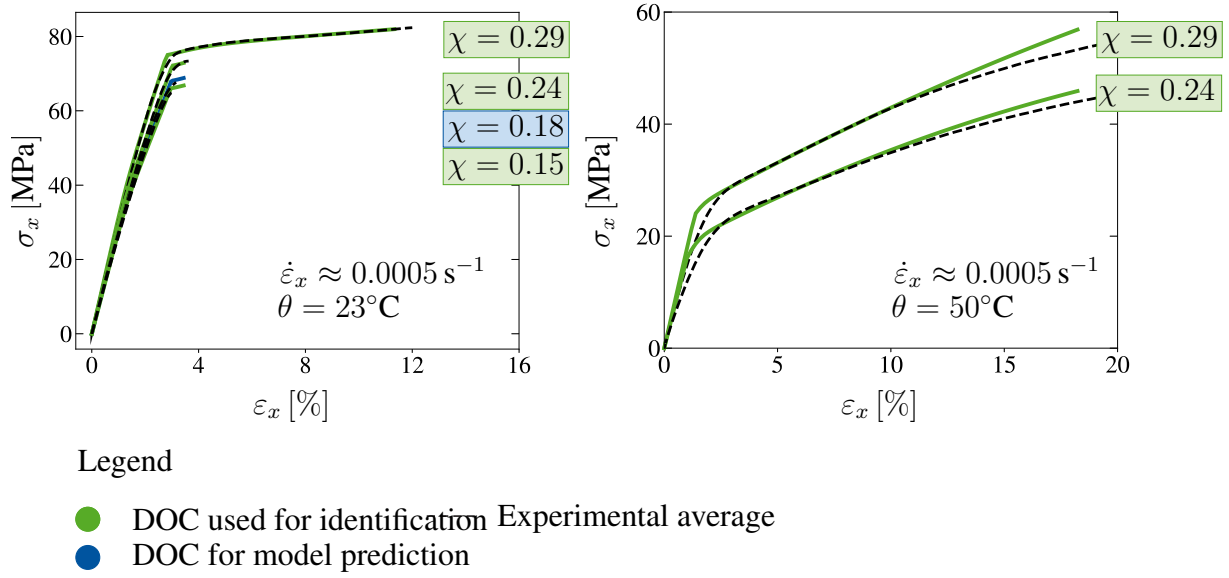 80
60
40
20
0
σₓ [MPa]
χ = 0.29
χ = 0.24
χ = 0.18
χ = 0.15
ε̇ₓ ≈ 0.0005 s⁻¹
θ = 23°C
0 4 8 12 16
εₓ [%]
60
40
20
0
σₓ [MPa]
χ = 0.29
χ = 0.24
ε̇ₓ ≈ 0.0005 s⁻¹
θ = 50°C
0 5 10 15 20
εₓ [%]
Legend
DOC used for identification Experimental average
DOC for model prediction